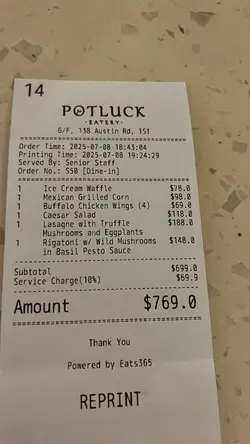 14
POTLUCK
· EATERY ·
G/F, 13B Austin Rd, TST
Order Time: 2025-07-08 18:43:04
Printing Time: 2025-07-08 19:24:29
Served By: Senior Staff
Order No.: S50 [Dine-in]
1 Ice Cream Waffle $78.0
1 Mexican Grilled Corn $98.0
1 Buffalo Chicken Wings (4) $69.0
1 Caesar Salad $118.0
1 Lasagne with Truffle $188.0
Mushrooms and Eggplants
1 Rigatoni w/ Wild Mushrooms $148.0
in Basil Pesto Sauce
Subtotal $699.0
Service Charge(10%) $69.9
Amount $769.0
Thank You
Powered by Eats365
REPRINT